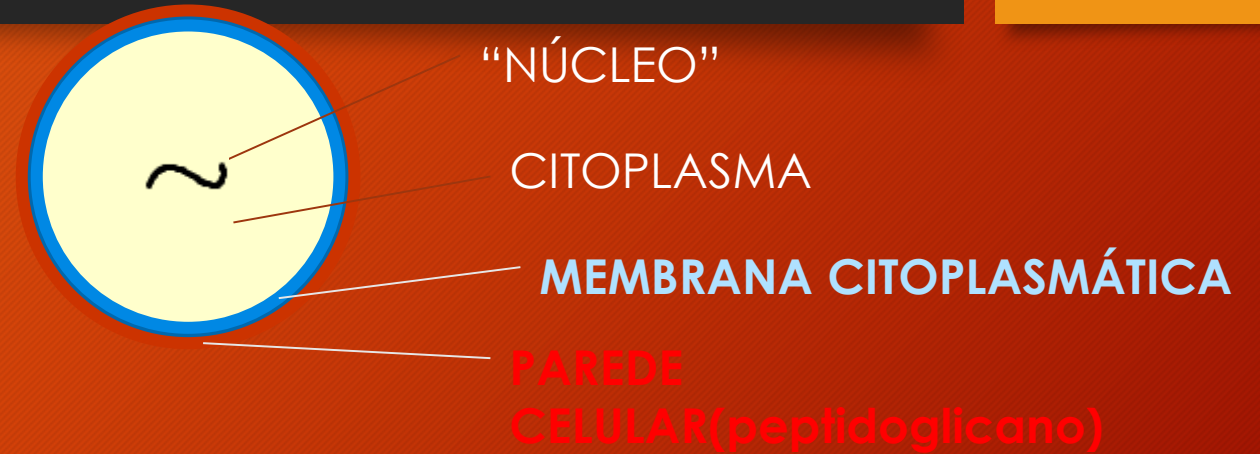 “NÚCLEO”
CITOPLASMA
MEMBRANA CITOPLASMÁTICA
PAREDE
CELULAR(peptidoglicano)